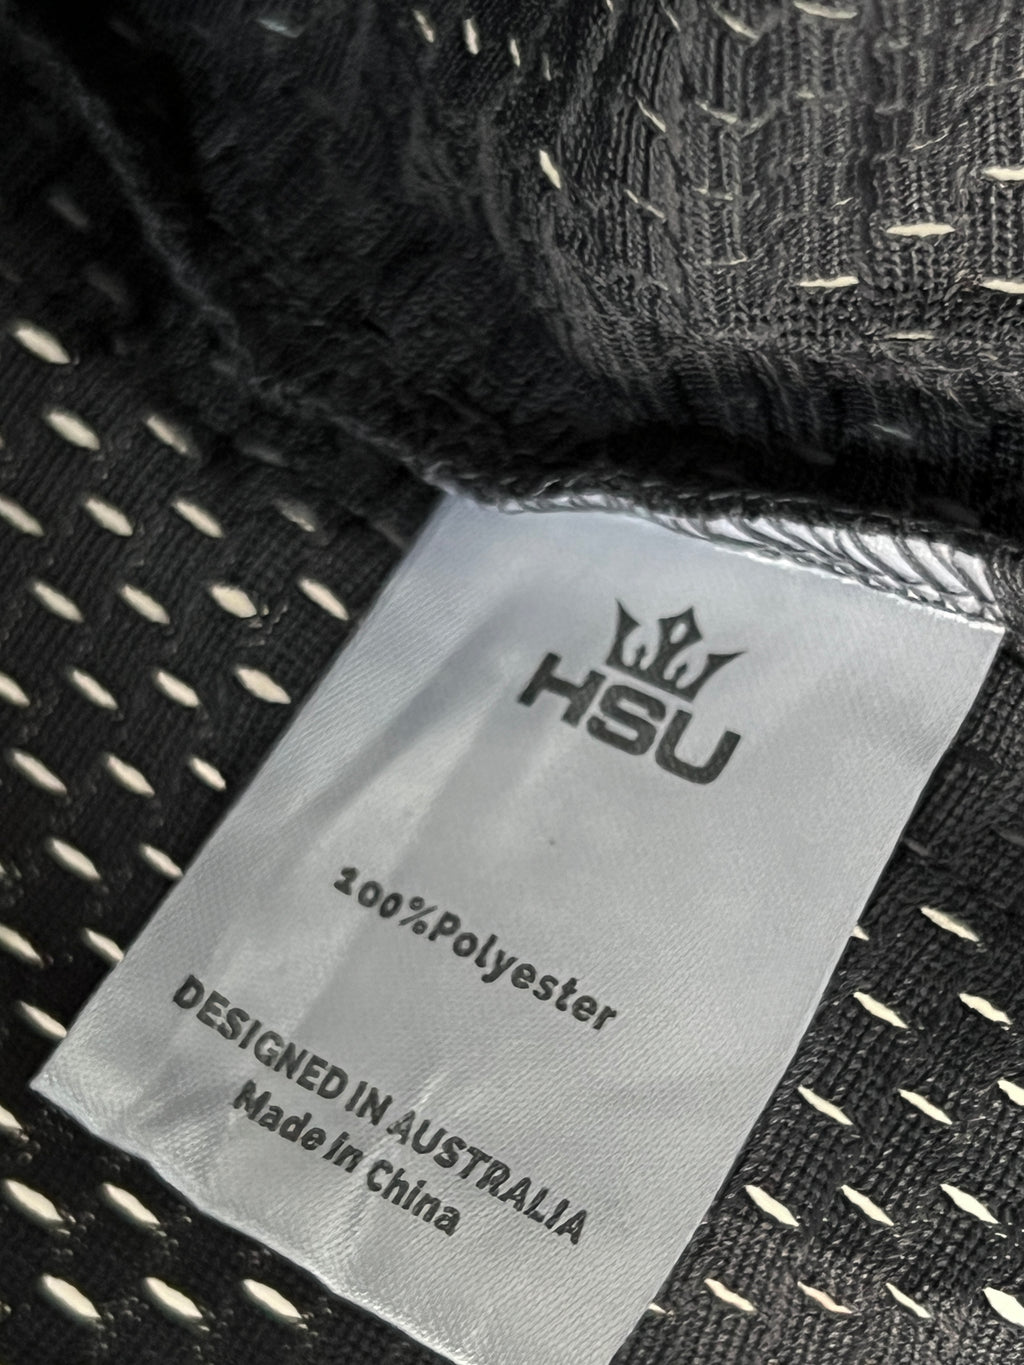 HSU
100%Polyester
DESIGNED IN AUSTRALIA
Made in China